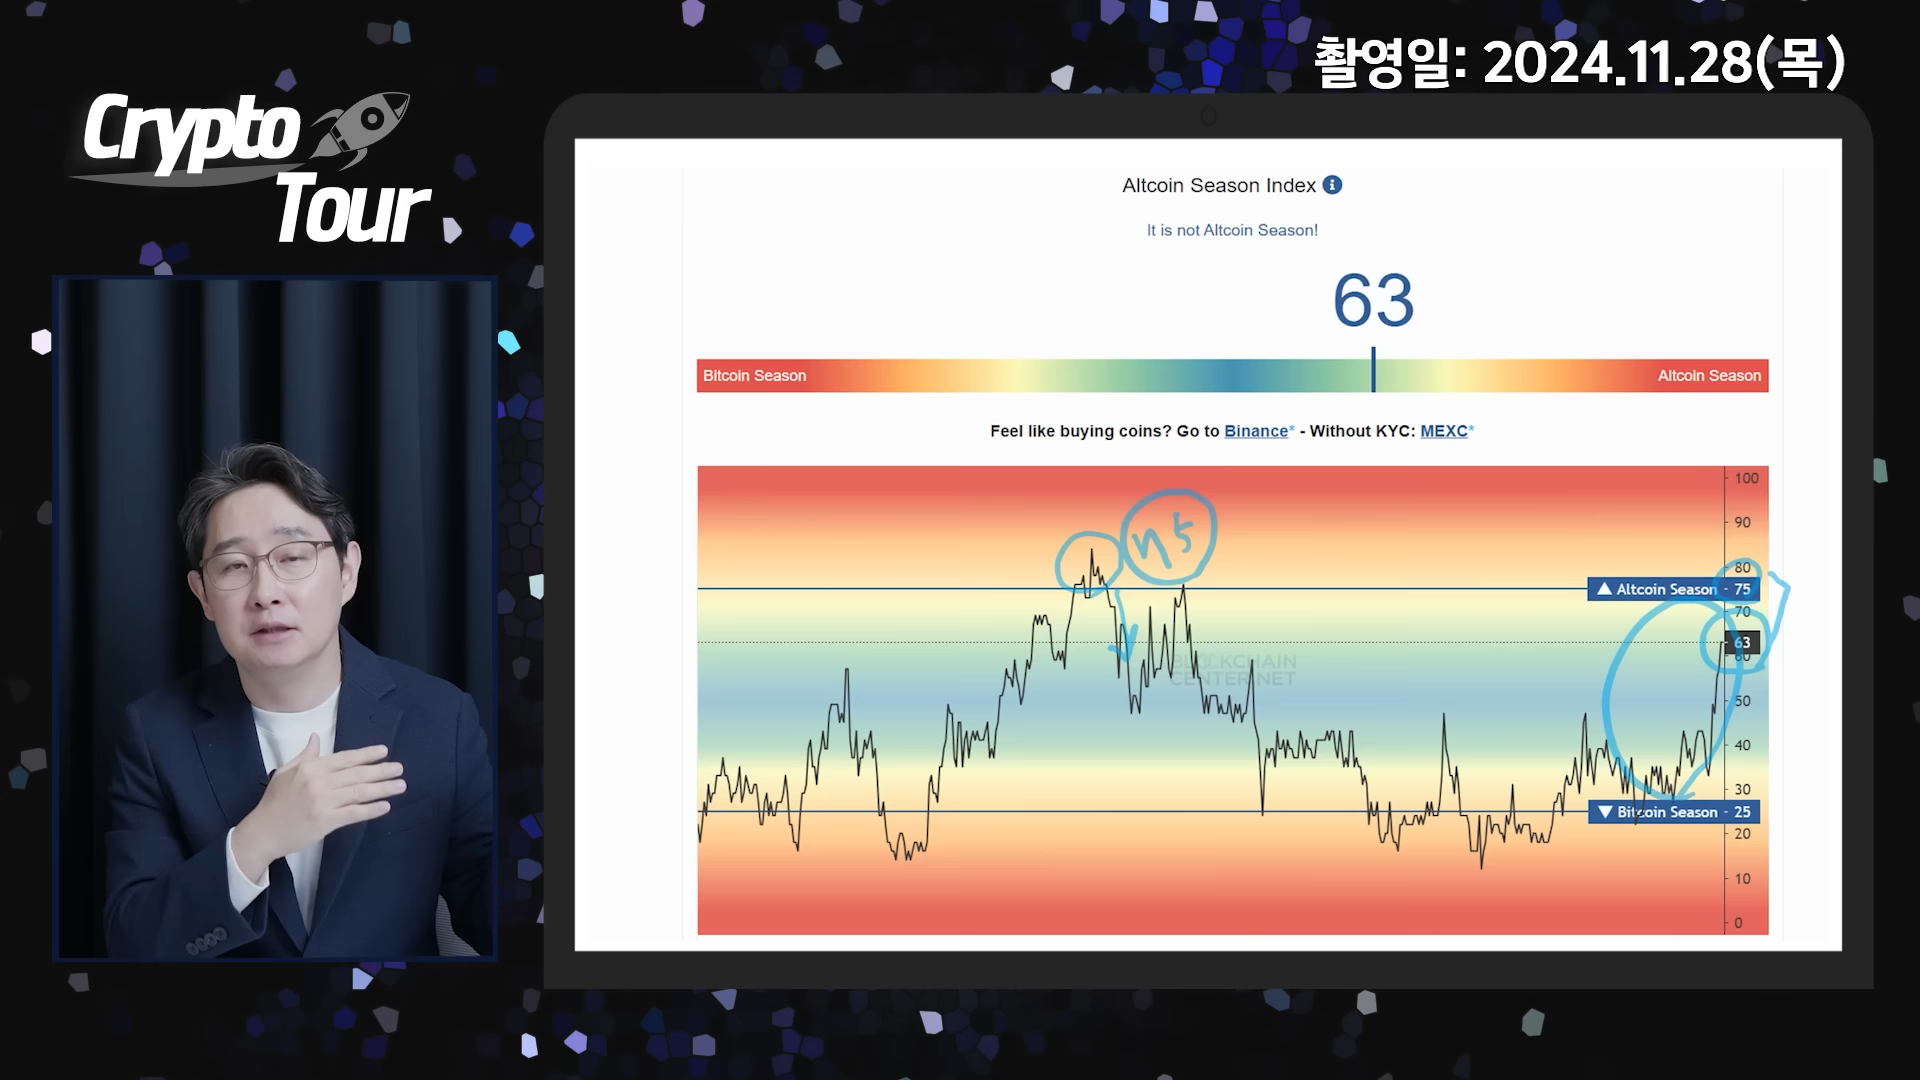 촬영일: 2024.11.28(목)
Crypto
Tour
Altcoin Season Index
It is not Altcoin Season!
63
Bitcoin Season
Altcoin Season
Feel like buying coins? Go to Binance* - Without KYC: MEXC*
100
90
75
80
▲ Altcoin Season - 75
70
63
60
BLOCKCHAIN
CENTER.NET
50
40
30
▼ Bitcoin Season - 25
20
10
0